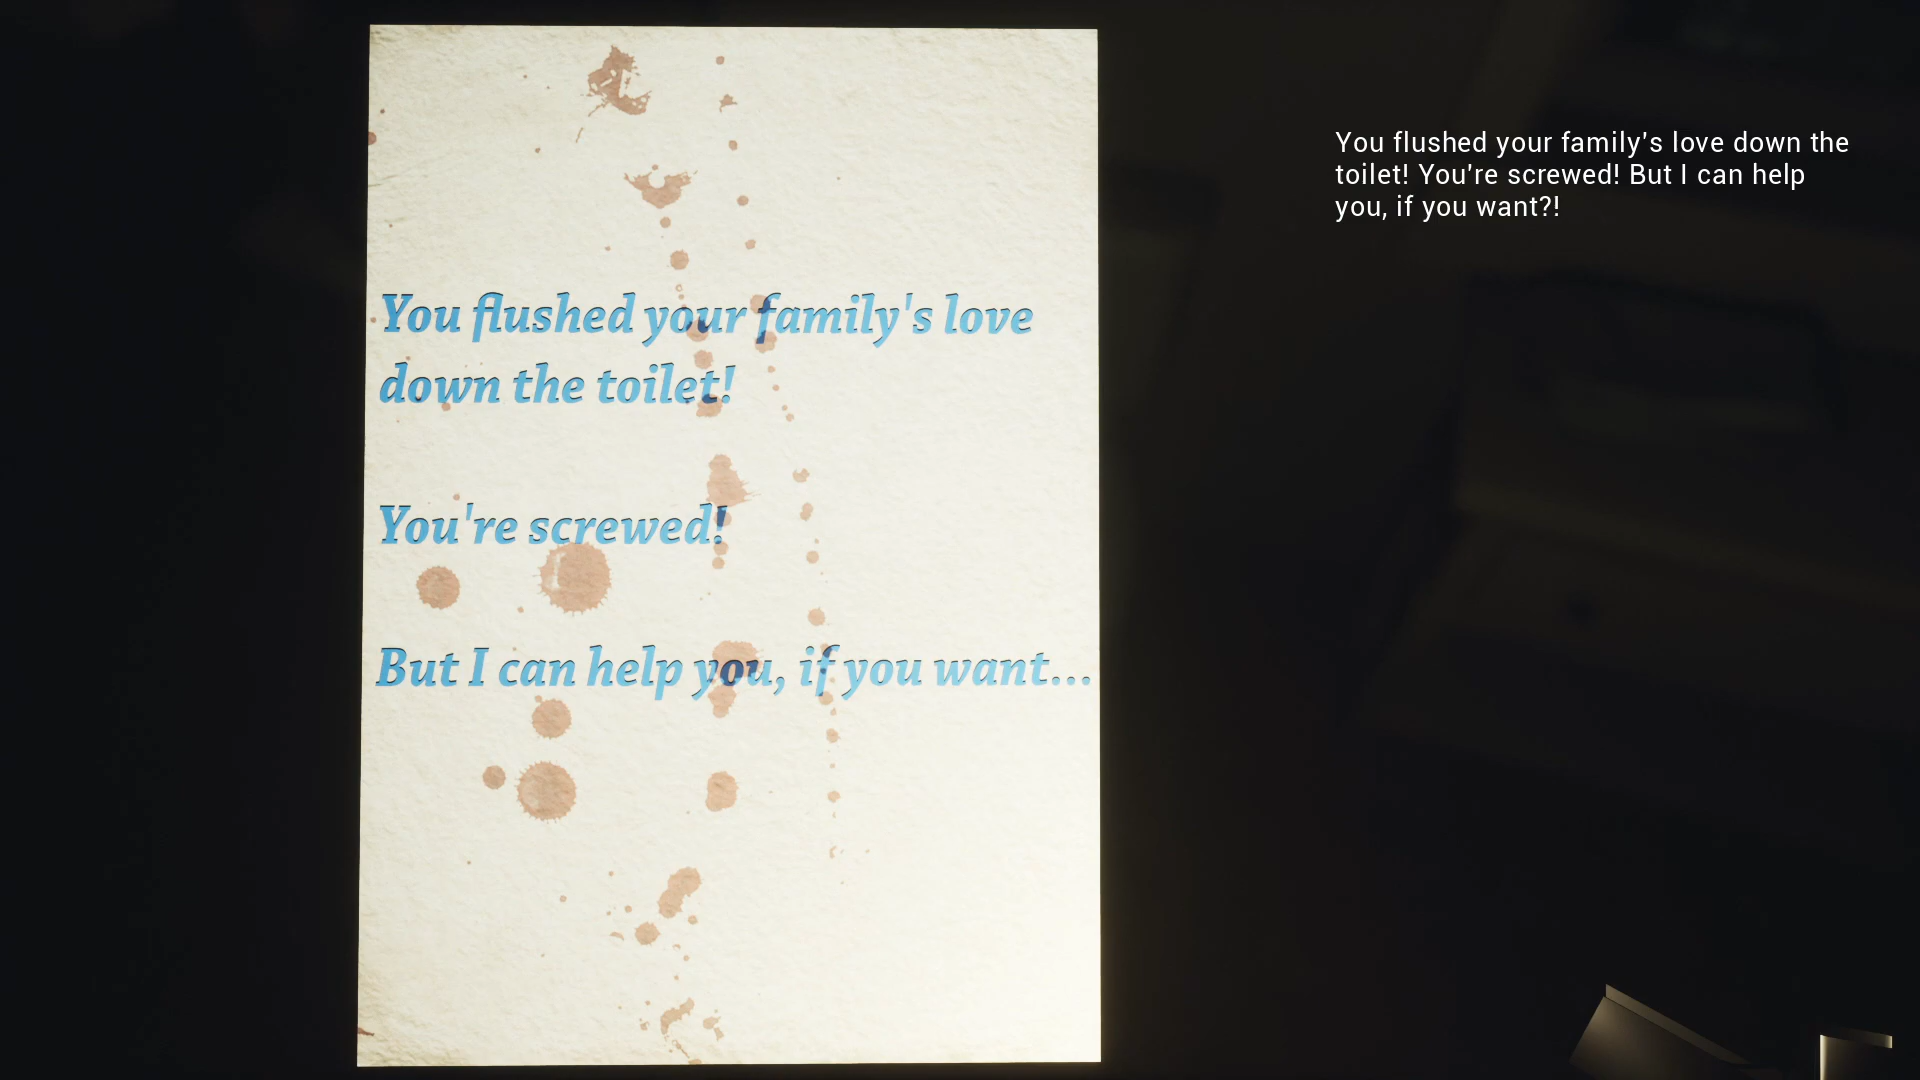 You flushed your family's love
down the toilet!
You're screwed!
But I can help you, if you want...
You flushed your family's love down the
toilet! You're screwed! But I can help
you, if you want?!